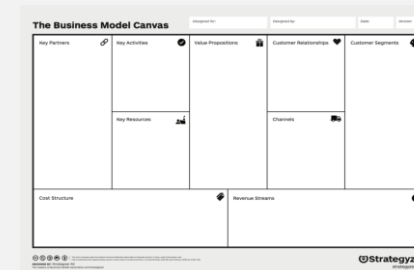 The Business Model Canvas
Designed for:
Designed by:
Date:
Version:
Key Partners
Key Activities
Value Propositions
Customer Relationships
Customer Segments
Key Resources
Channels
Cost Structure
Revenue Streams
Strategyz